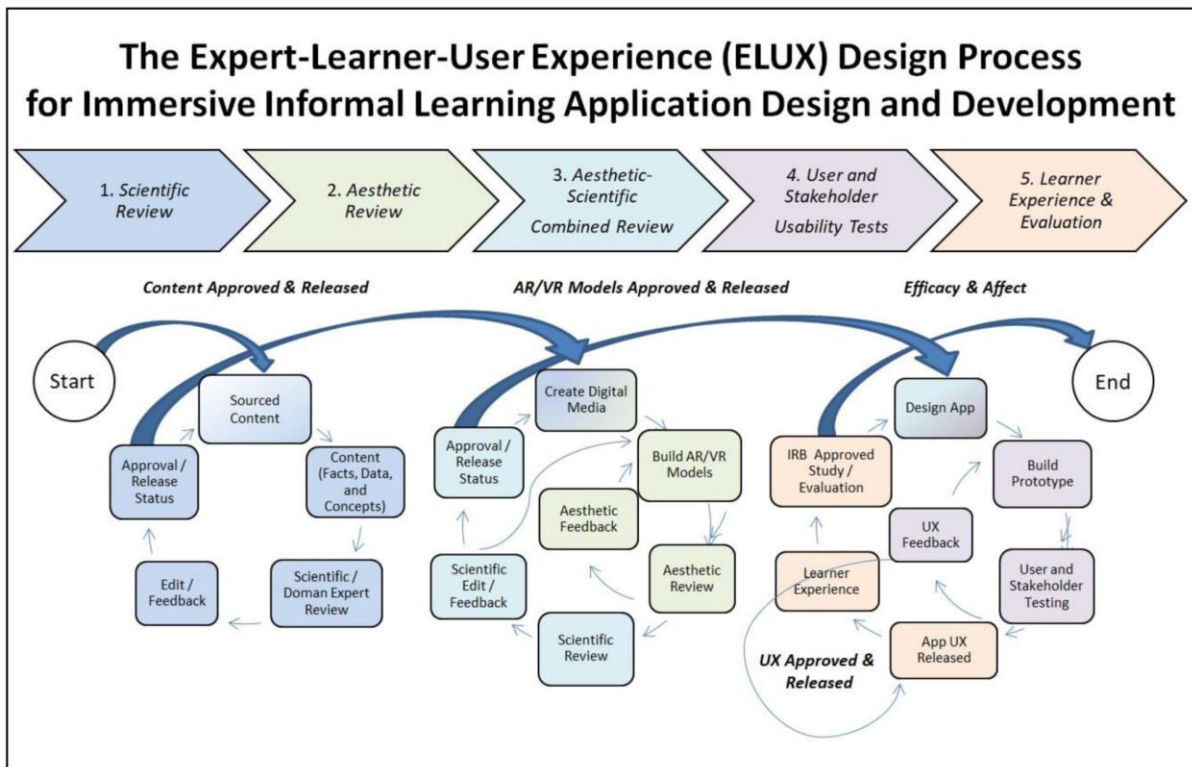 The Expert-Learner-User Experience (ELUX) Design Process
for Immersive Informal Learning Application Design and Development
1. Scientific
Review
2. Aesthetic
Review
3. Aesthetic-
Scientific
Combined Review
4. User and
Stakeholder
Usability Tests
5. Learner
Experience &
Evaluation
Content Approved & Released
AR/VR Models Approved & Released
Efficacy & Affect
Start
Sourced
Content
Content
(Facts, Data,
and
Concepts)
Scientific /
Doman Expert
Review
Edit /
Feedback
Approval /
Release
Status
Create Digital
Media
Build AR/VR
Models
Aesthetic
Review
Aesthetic
Feedback
Scientific
Review
Scientific
Edit /
Feedback
Approval /
Release
Status
Design App
Build
Prototype
User and
Stakeholder
Testing
UX
Feedback
App UX
Released
Learner
Experience
IRB Approved
Study /
Evaluation
UX Approved &
Released
End